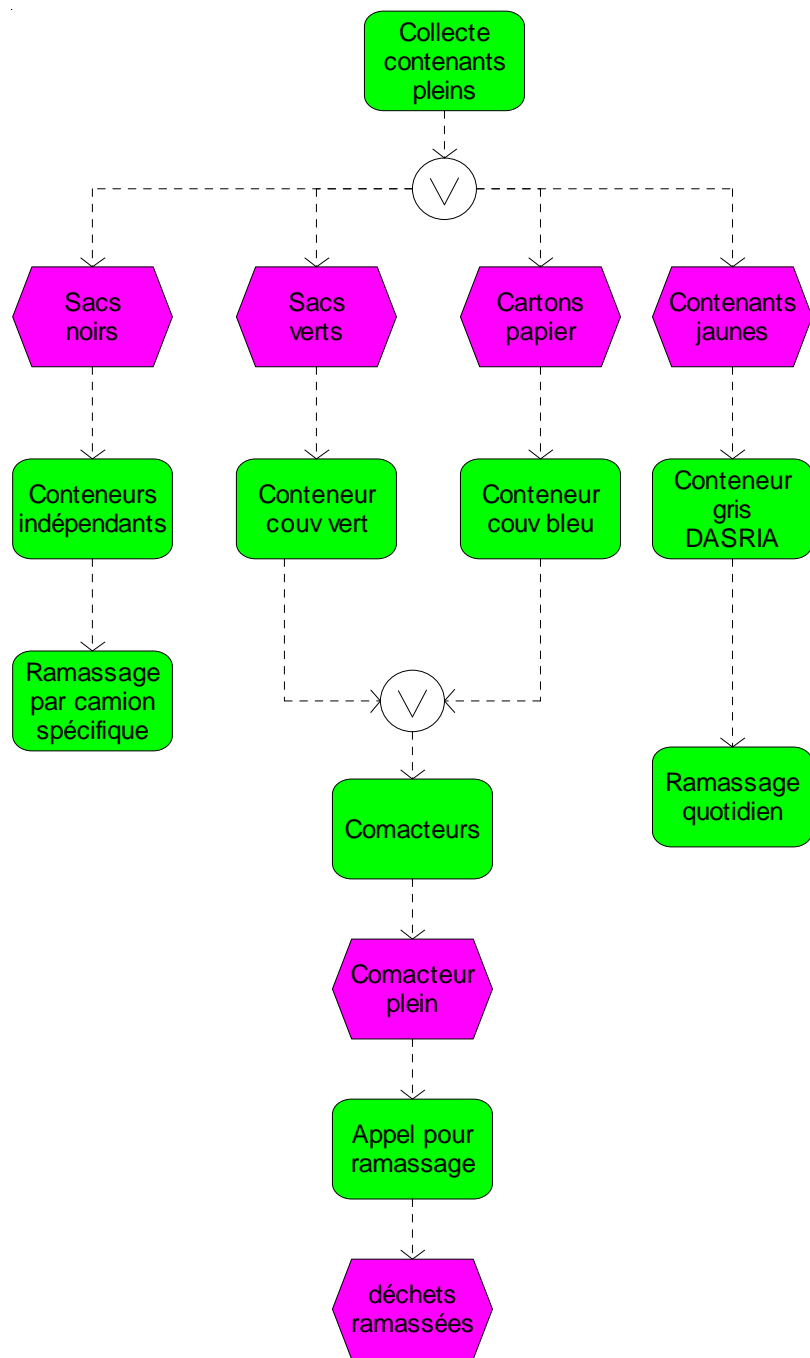 Collecte
contenants
pleins
Sacs
noirs
Sacs
verts
Cartons
papier
Contenants
jaunes
Conteneurs
indépendants
Conteneur
couv vert
Conteneur
couv bleu
Conteneur
gris
DASRIA
Ramassage
par camion
spécifique
Ramassage
quotidien
Comacteurs
Comacteur
plein
Appel pour
ramassage
déchets
ramassées